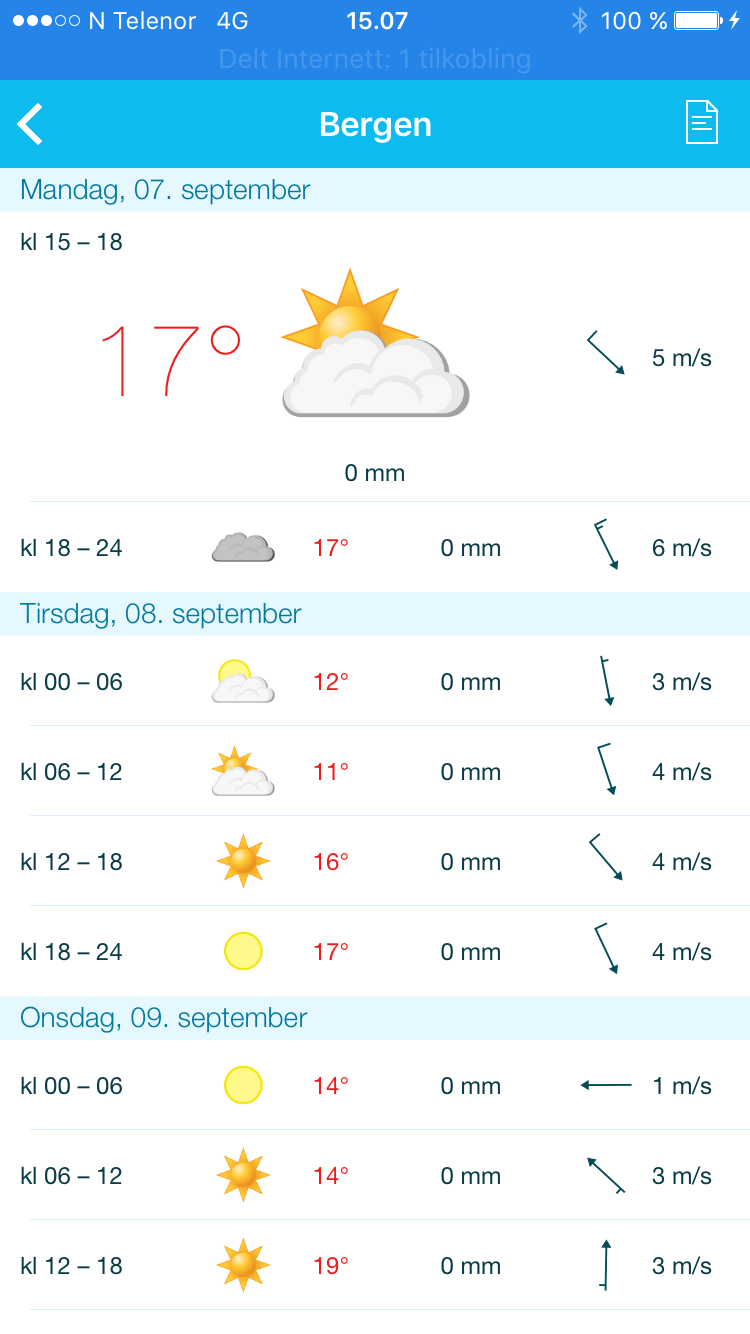 N Telenor 4G 15.07 100 %
Delt Internett: 1 tilkobling
Bergen
Mandag, 07. september
kl 15 – 18
17° 5 m/s
0 mm
kl 18 – 24 17° 0 mm 6 m/s
Tirsdag, 08. september
kl 00 – 06 12° 0 mm 3 m/s
kl 06 – 12 11° 0 mm 4 m/s
kl 12 – 18 16° 0 mm 4 m/s
kl 18 – 24 17° 0 mm 4 m/s
Onsdag, 09. september
kl 00 – 06 14° 0 mm 1 m/s
kl 06 – 12 14° 0 mm 3 m/s
kl 12 – 18 19° 0 mm 3 m/s